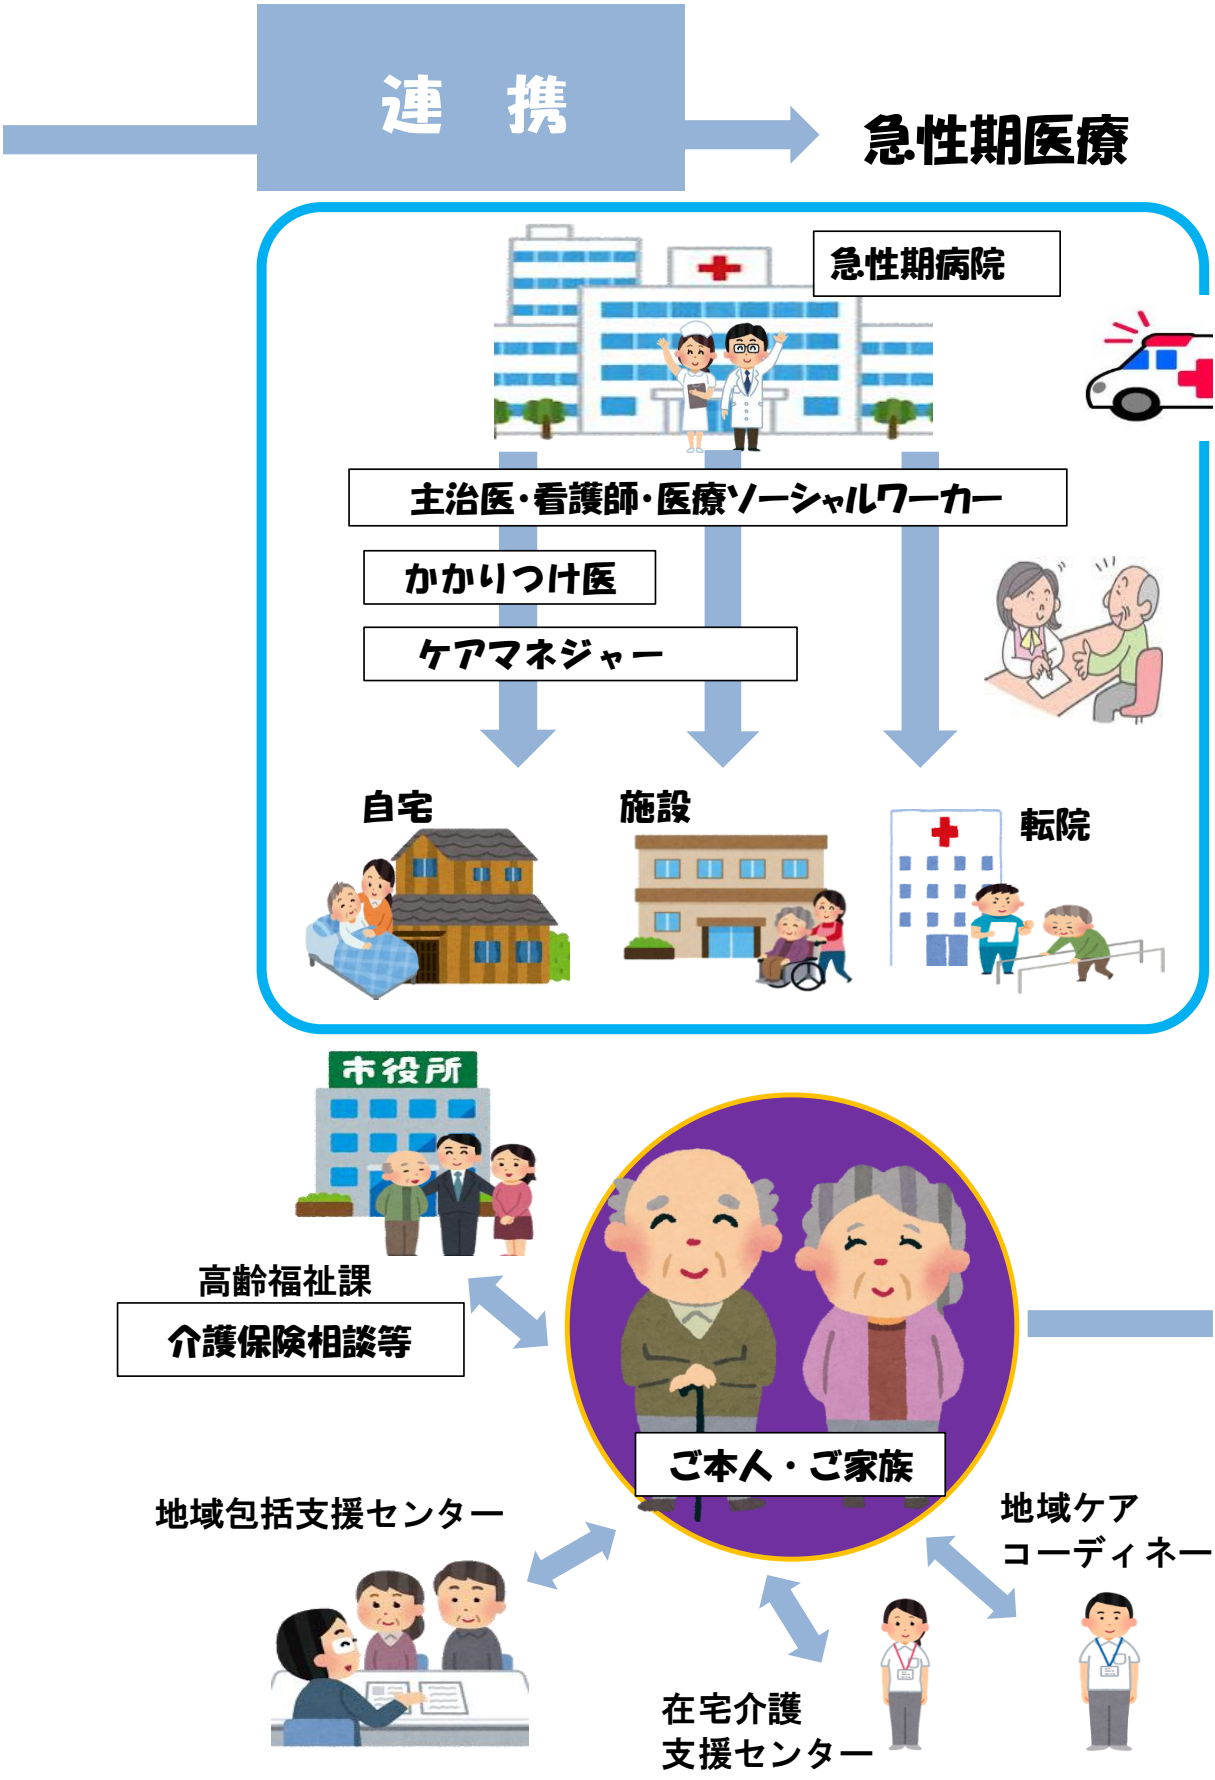 連　携
急性期医療
急性期病院
主治医・看護師・医療ソーシャルワーカー
かかりつけ医
ケアマネジャー
自宅
施設
転院
市役所
高齢福祉課
介護保険相談等
ご本人・ご家族
地域包括支援センター
地域ケア
コーディネー
在宅介護
支援センター